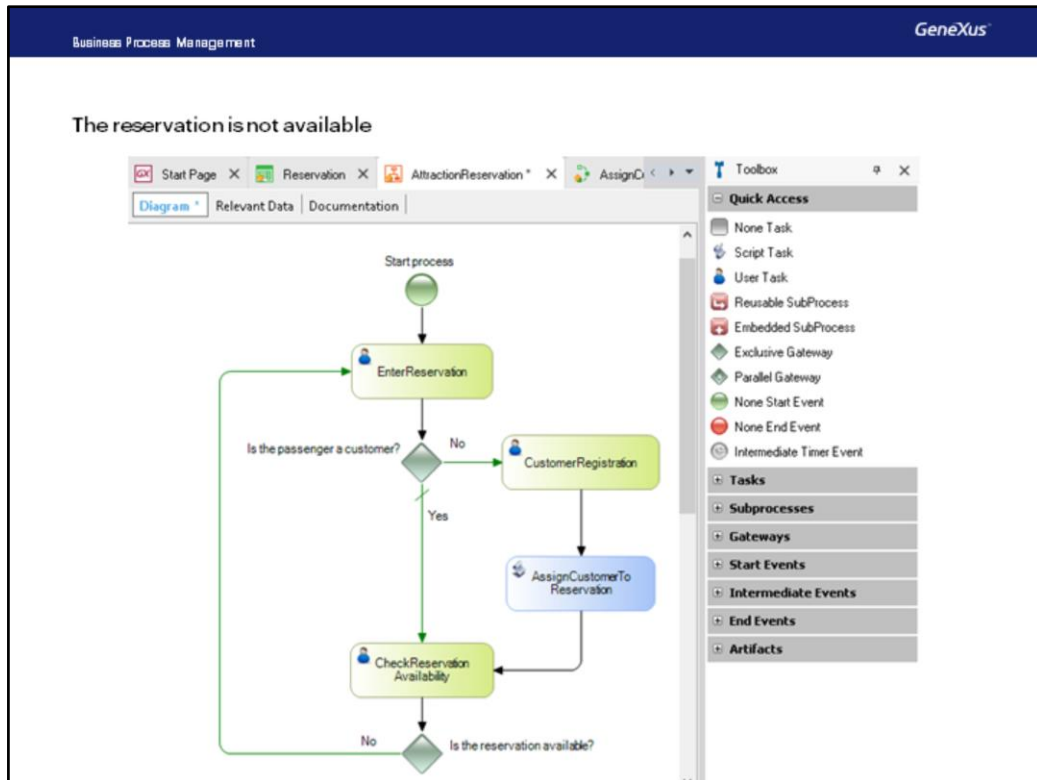 Business Process Management
GeneXus
The reservation is not available
Start Page
Reservation
AttractionReservation *
Diagram *
Relevant Data
Documentation
Start process
EnterReservation
Is the passenger a customer?
No
CustomerRegistration
Yes
AssignCustomerTo
Reservation
CheckReservation
Availability
No
Is the reservation available?
Toolbox
Quick Access
None Task
Script Task
User Task
Reusable SubProcess
Embedded SubProcess
Exclusive Gateway
Parallel Gateway
None Start Event
None End Event
Intermediate Timer Event
Tasks
Subprocesses
Gateways
Start Events
Intermediate Events
End Events
Artifacts